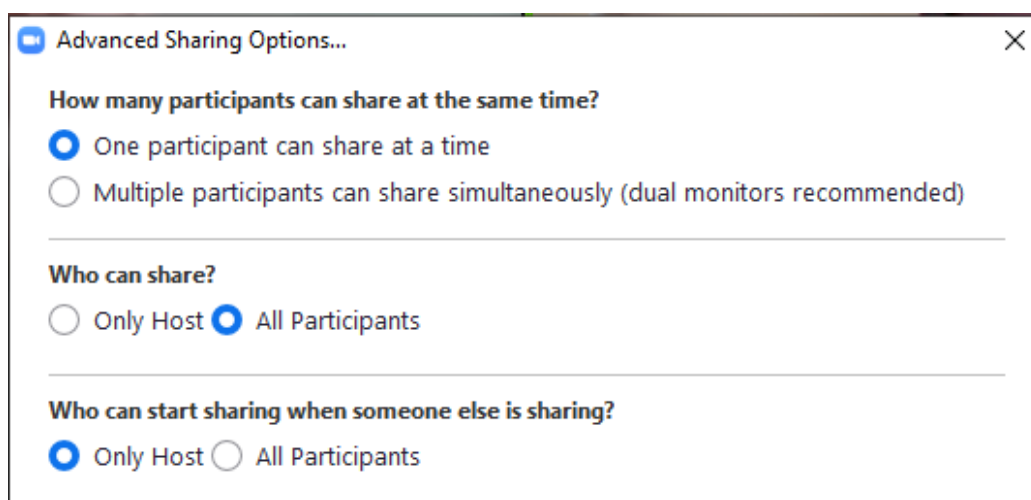 Advanced Sharing Options...
How many participants can share at the same time?
One participant can share at a time
Multiple participants can share simultaneously (dual monitors recommended)
Who can share?
Only Host All Participants
Who can start sharing when someone else is sharing?
Only Host All Participants